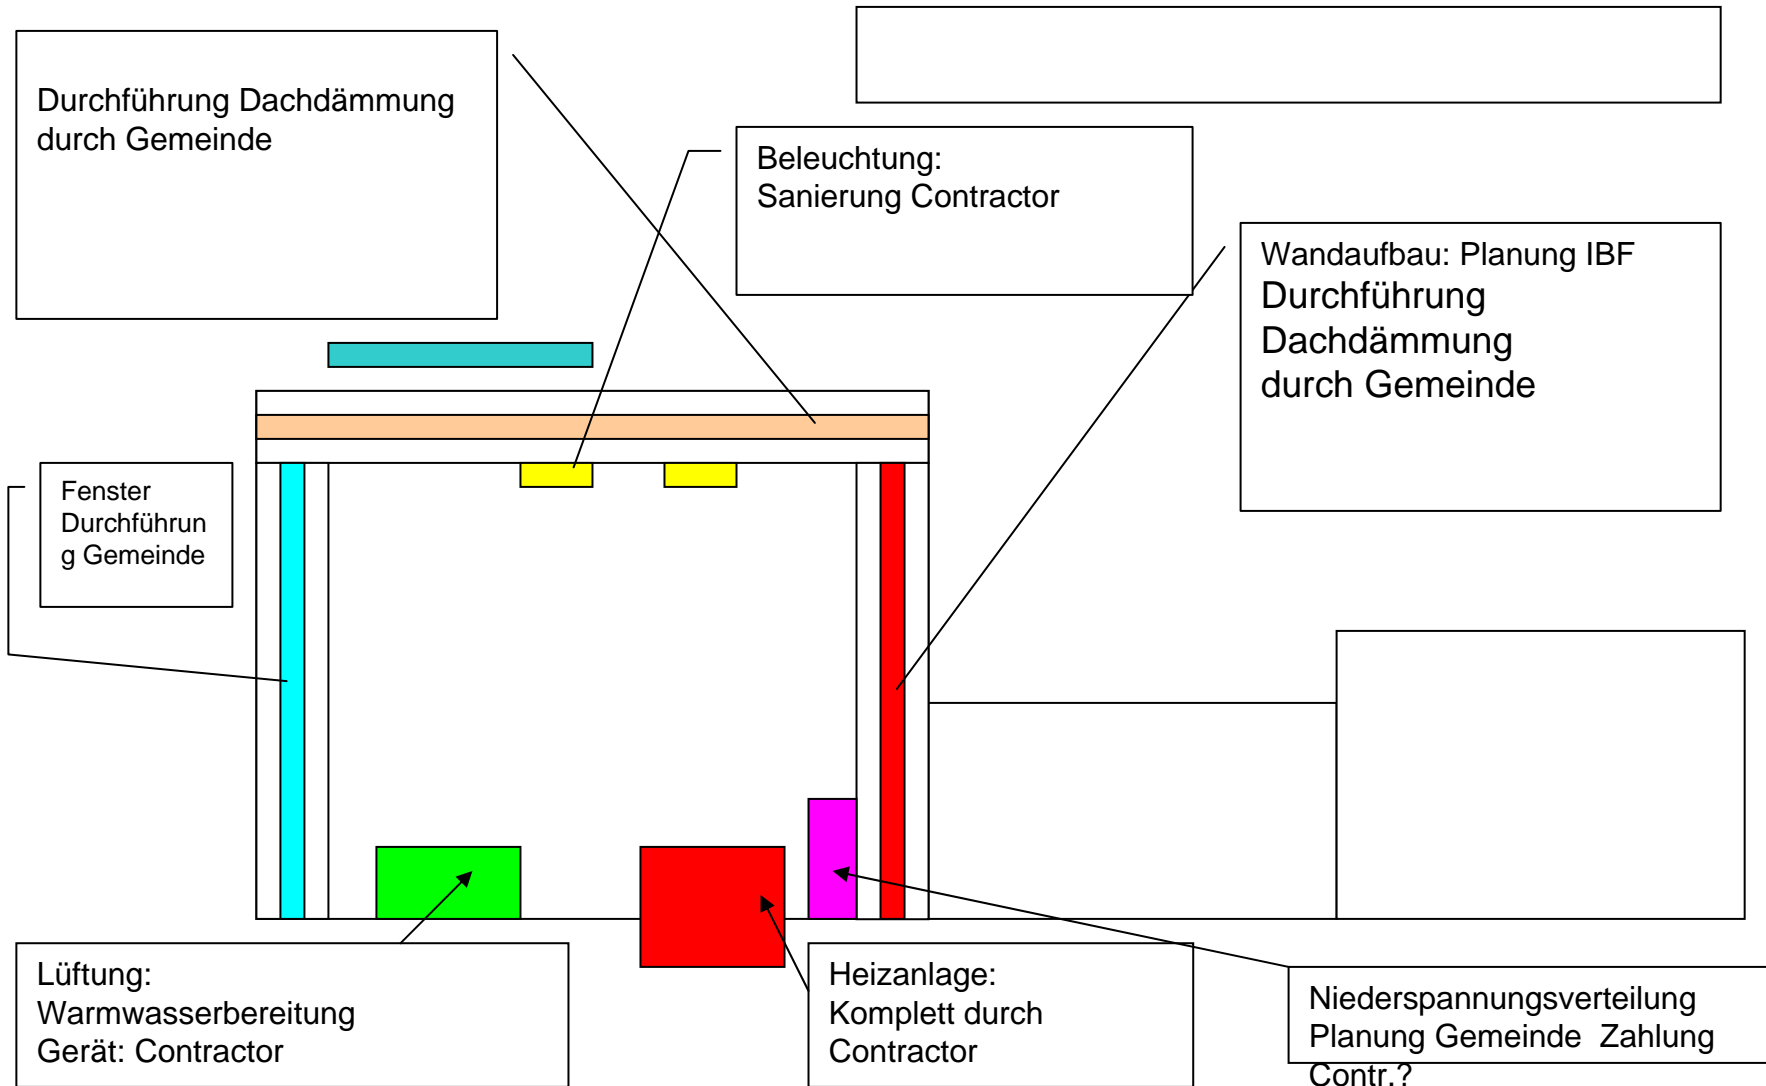 Durchführung Dachdämmung
durch Gemeinde
Beleuchtung:
Sanierung Contractor
Wandaufbau: Planung IBF
Durchführung
Dachdämmung
durch Gemeinde
Fenster
Durchführun
g Gemeinde
Lüftung:
Warmwasserbereitung
Gerät: Contractor
Heizanlage:
Komplett durch
Contractor
Niederspannungsverteilung
Planung Gemeinde  Zahlung
Contr.?